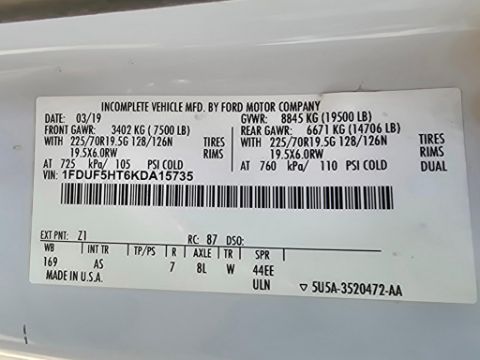 INCOMPLETE VEHICLE MFD. BY FORD MOTOR COMPANY
DATE: 03/19 GVWR: 8845 KG (19500 LB)
FRONT GAWR: 3402 KG ( 7500 LB) REAR GAWR: 6671 KG (14706 LB)
WITH 225/70R19.5G 128/126N TIRES WITH 225/70R19.5G 128/126N TIRES
19.5X6.0RW RIMS 19.5X6.0RW RIMS
AT 725 kPa/ 105 PSI COLD AT 760 kPa/ 110 PSI COLD DUAL
VIN: 1FDUF5HT6KDA15735
EXT PNT: Z1 RC: 87 DSO:
WB INT TR TP/PS R AXLE TR SPR
169 AS 7 8L W 44EE
MADE IN U.S.A. ULN ▽ 5U5A-3520472-AA